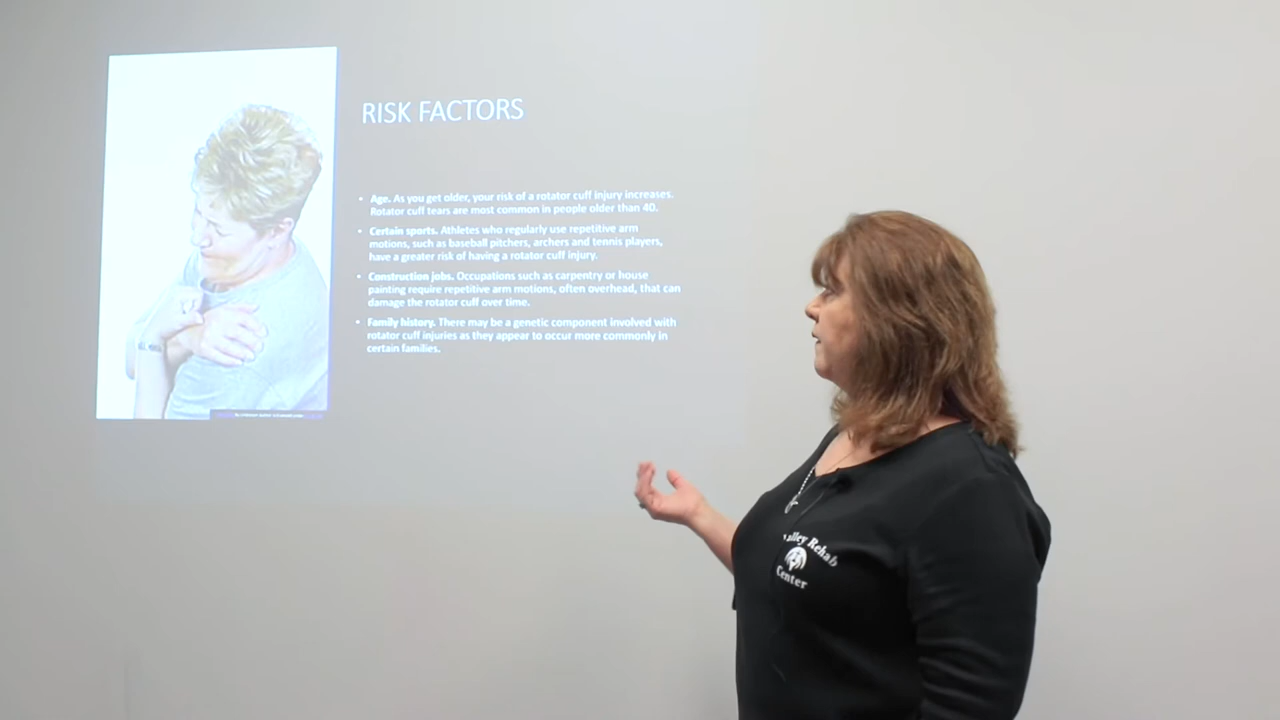 RISK FACTORS
• Age. As you get older, your risk of a rotator cuff injury increases.
Rotator cuff tears are most common in people older than 40.
• Certain sports. Athletes who regularly use repetitive arm
motions, such as baseball pitchers, archers and tennis players,
have a greater risk of having a rotator cuff injury.
• Construction jobs. Occupations such as carpentry or house
painting require repetitive arm motions, often overhead, that can
damage the rotator cuff over time.
• Family history. There may be a genetic component involved with
rotator cuff injuries as they appear to occur more commonly in
certain families.
alley Rehab
Center